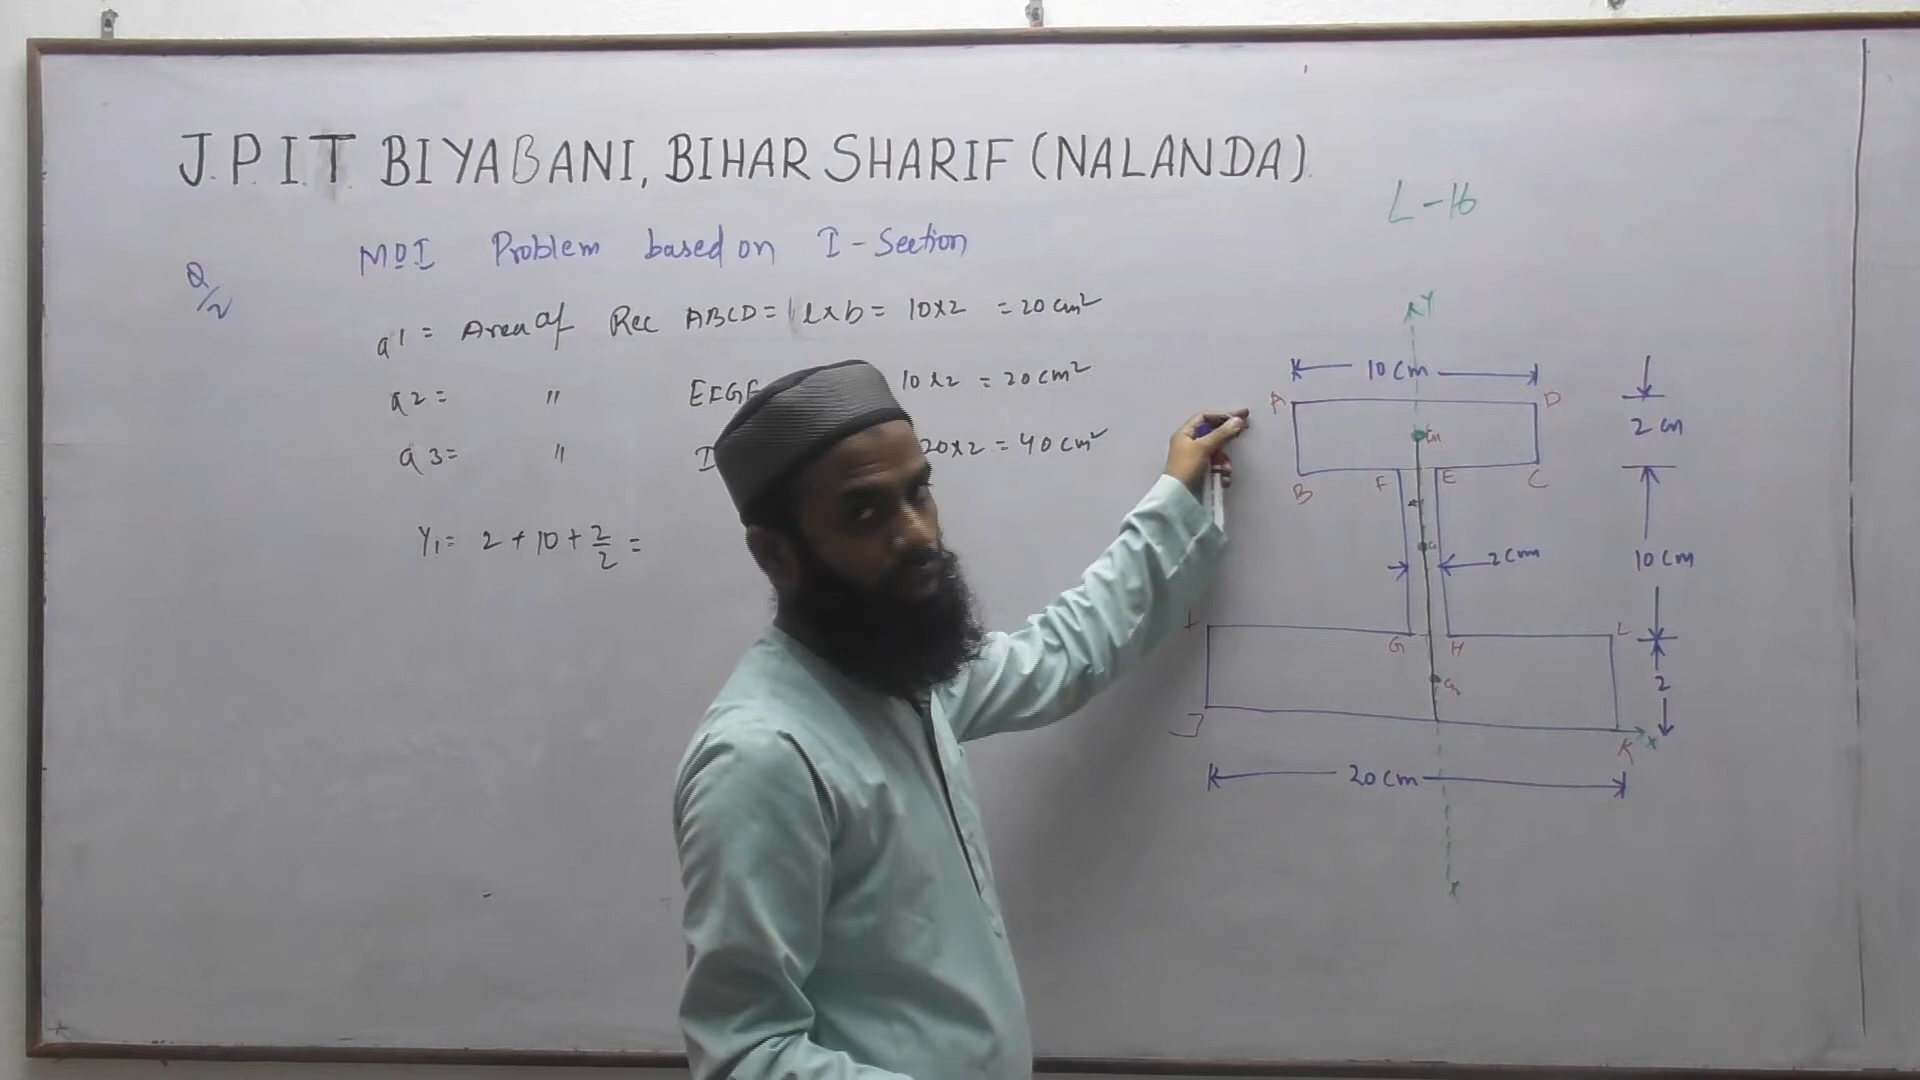 J.P.I.T BIYABANI, BIHAR SHARIF (NALANDA).
L-16
MOI Problem based on I-Section
Q/
a1 = Area of Rec ABCD = l×b = 10×2 = 20 cm²
a2 = " 10×2 = 20 cm²
a3 = " 20×2 = 40 cm²
Y₁ = 2 + 10 + 2/2 =
Y
10 cm
A D
2 cm
B F E C
2 cm
10 cm
G H L
2
J K x
20 cm